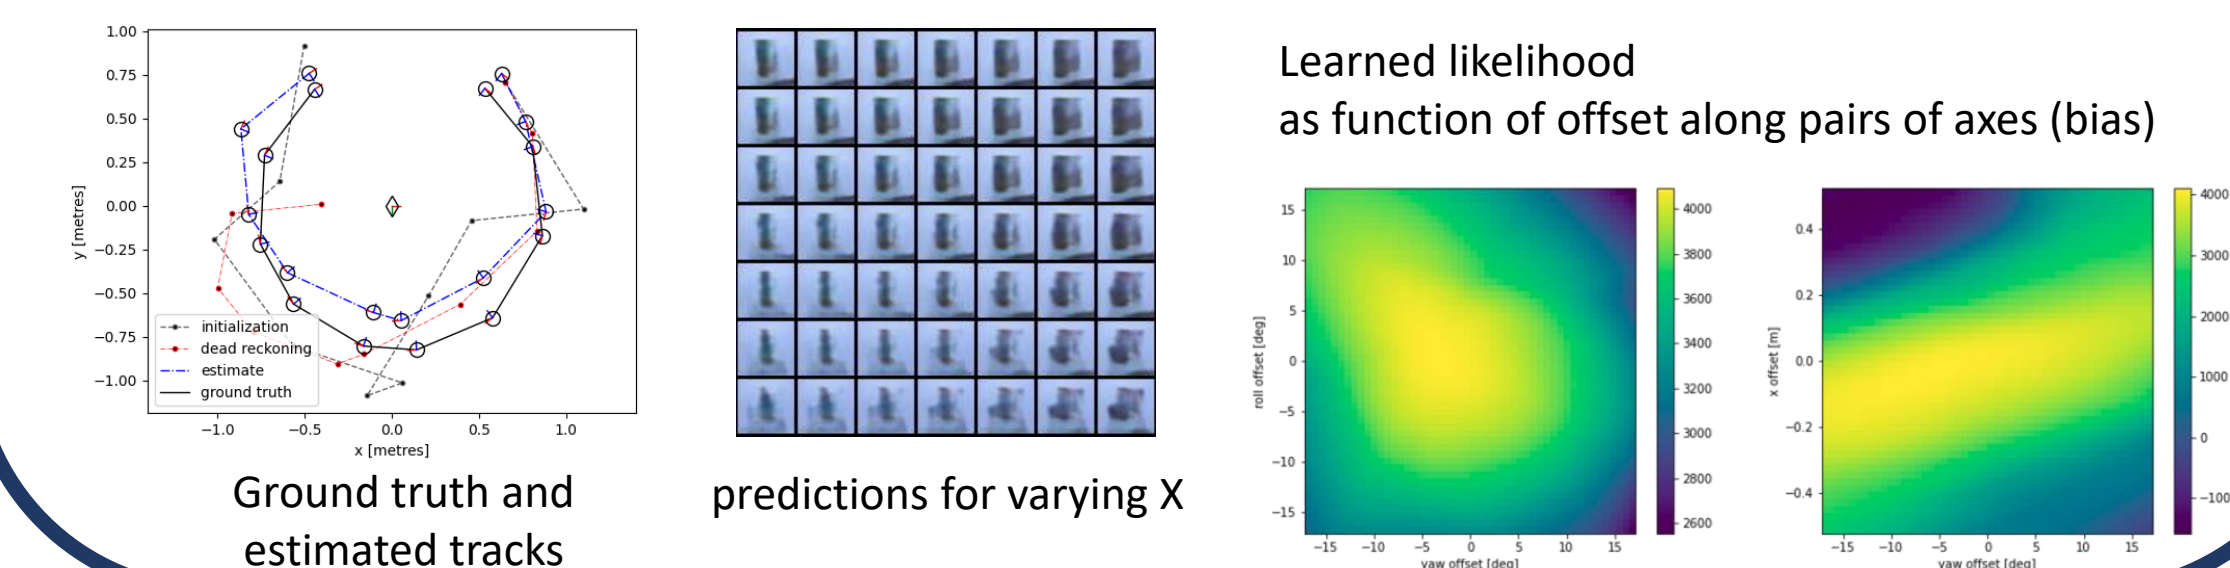 1.00
0.75
0.50
0.25
0.00
−0.25
−0.50
−0.75
−1.00
y [metres]
initialization
dead reckoning
estimate
ground truth
−1.0 −0.5 0.0 0.5 1.0
x [metres]
Ground truth and
estimated tracks
predictions for varying X
Learned likelihood
as function of offset along pairs of axes (bias)
15
10
5
0
−5
−10
−15
roll offset [deg]
−15 −10 −5 0 5 10 15
yaw offset [deg]
4000
3800
3600
3400
3200
3000
2800
2600
0.4
0.2
0.0
−0.2
−0.4
x offset [m]
−15 −10 −5 0 5 10 15
yaw offset [deg]
4000
3000
2000
1000
0